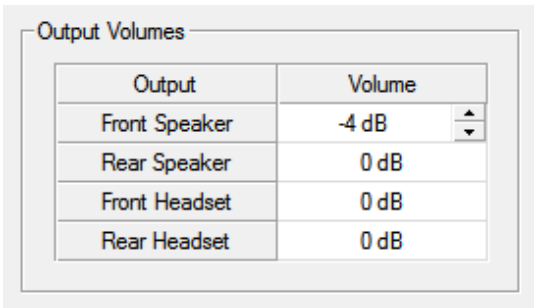 Output Volumes
Output Volume
Front Speaker -4 dB
Rear Speaker 0 dB
Front Headset 0 dB
Rear Headset 0 dB